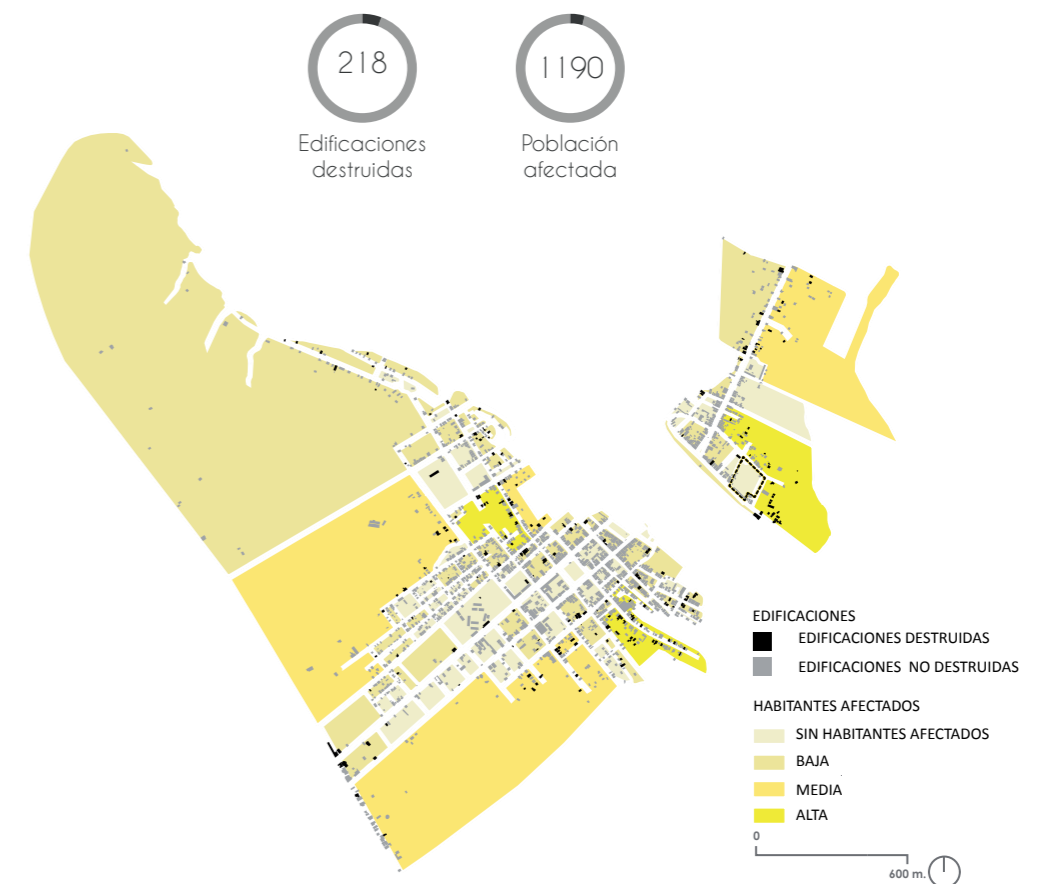 218
1190
Edificaciones
destruidas
Población
afectada
EDIFICACIONES
EDIFICACIONES DESTRUIDAS
EDIFICACIONES NO DESTRUIDAS
HABITANTES AFECTADOS
SIN HABITANTES AFECTADOS
BAJA
MEDIA
ALTA
0
600 m.